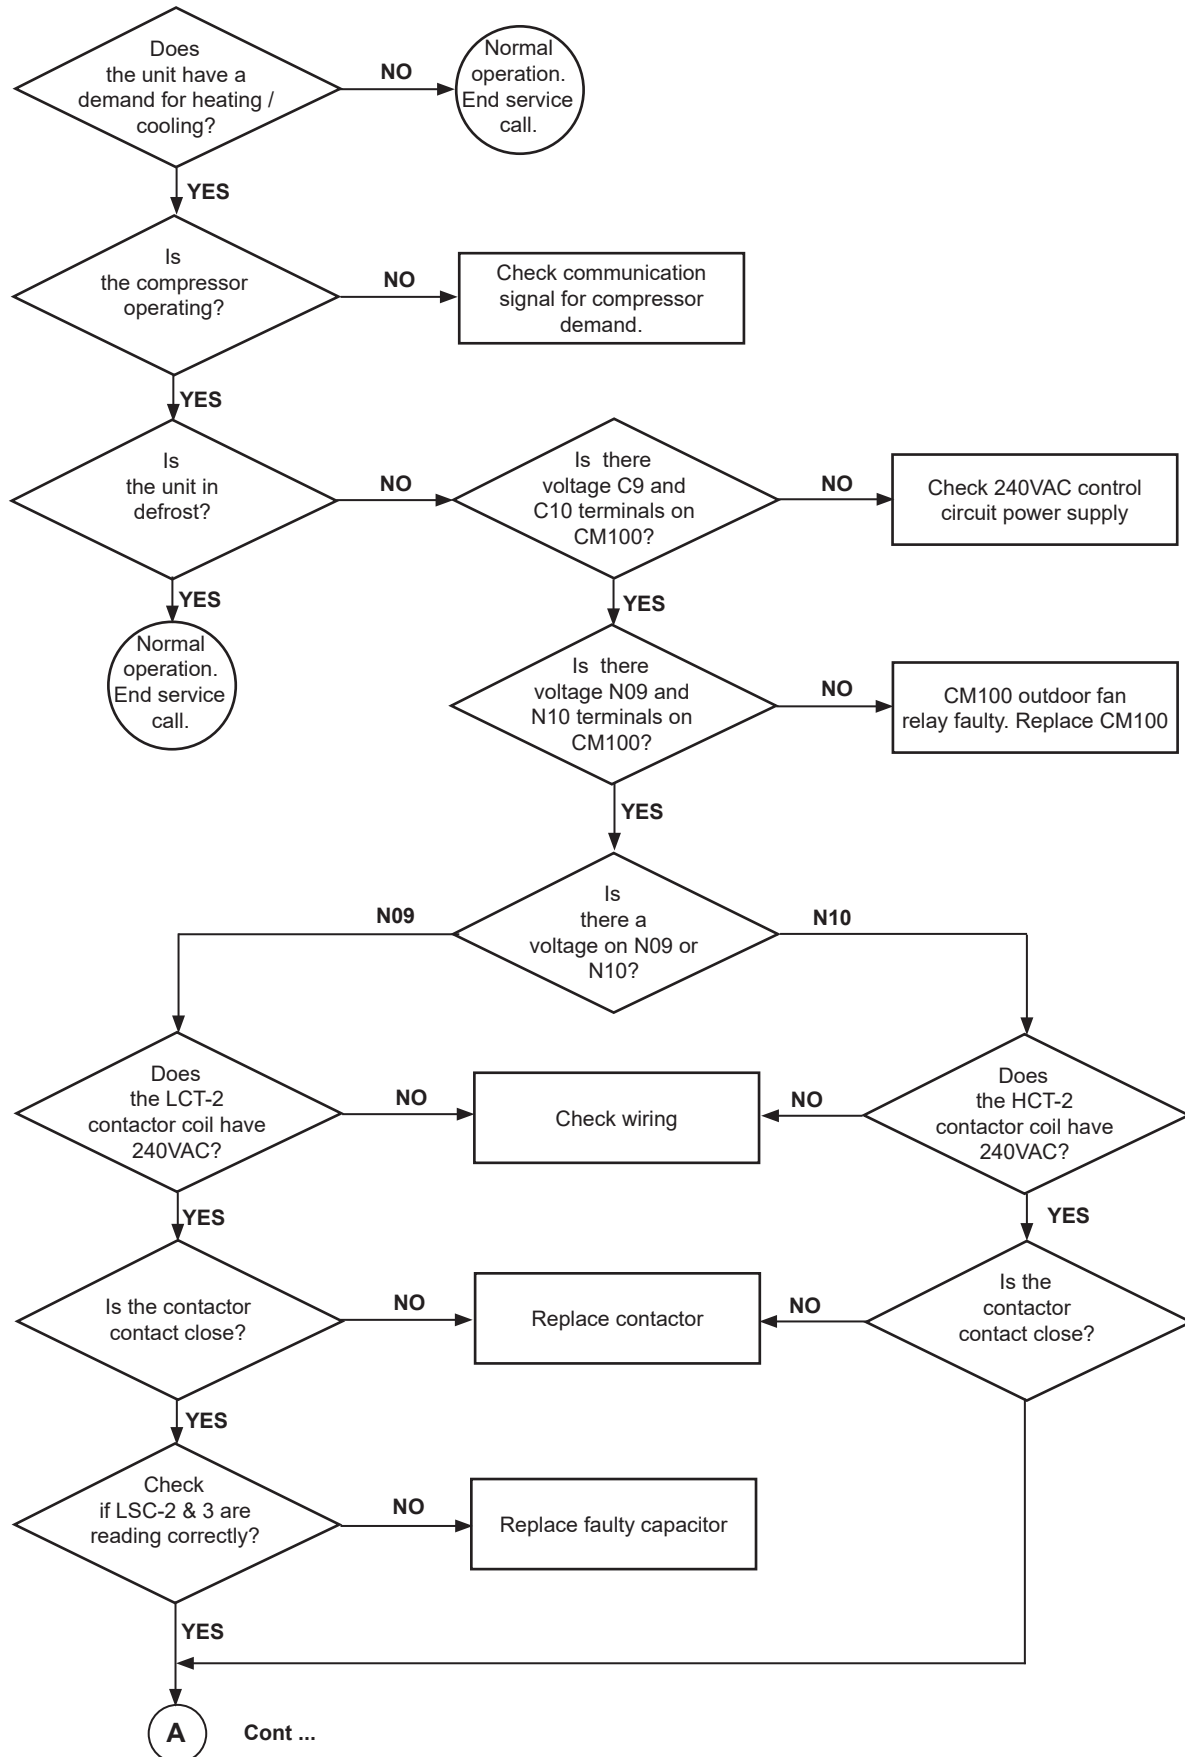 Does
the unit have a
demand for heating /
cooling?
NO
Normal
operation.
End service
call.
YES
Is
the compressor
operating?
NO
Check communication
signal for compressor
demand.
YES
Is
the unit in
defrost?
NO
Is there
voltage C9 and
C10 terminals on
CM100?
NO
Check 240VAC control
circuit power supply
YES
Normal
operation.
End service
call.
YES
Is there
voltage N09 and
N10 terminals on
CM100?
NO
CM100 outdoor fan
relay faulty. Replace CM100
YES
Is
there a
voltage on N09 or
N10?
N09
N10
Does
the LCT-2
contactor coil have
240VAC?
NO
Check wiring
NO
Does
the HCT-2
contactor coil have
240VAC?
YES
YES
Is the contactor
contact close?
NO
Replace contactor
NO
Is the
contactor
contact close?
YES
Check
if LSC-2 & 3 are
reading correctly?
NO
Replace faulty capacitor
YES
A
Cont ...